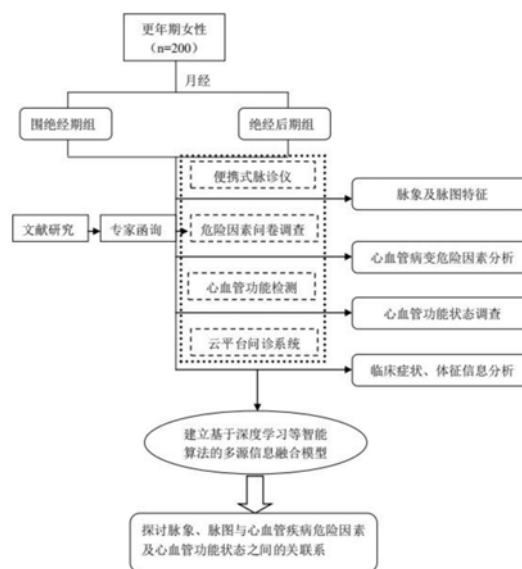 更年期女性
（n=200）
月经
围绝经期组
绝经后期组
便携式脉诊仪
脉象及脉图特征
文献研究
专家函询
危险因素问卷调查
心血管病变危险因素分析
心血管功能检测
心血管功能状态调查
云平台问诊系统
临床症状、体征信息分析
建立基于深度学习等智能
算法的多源信息融合模型
探讨脉象、脉图与心血管疾病危险因素
及心血管功能状态之间的关联系